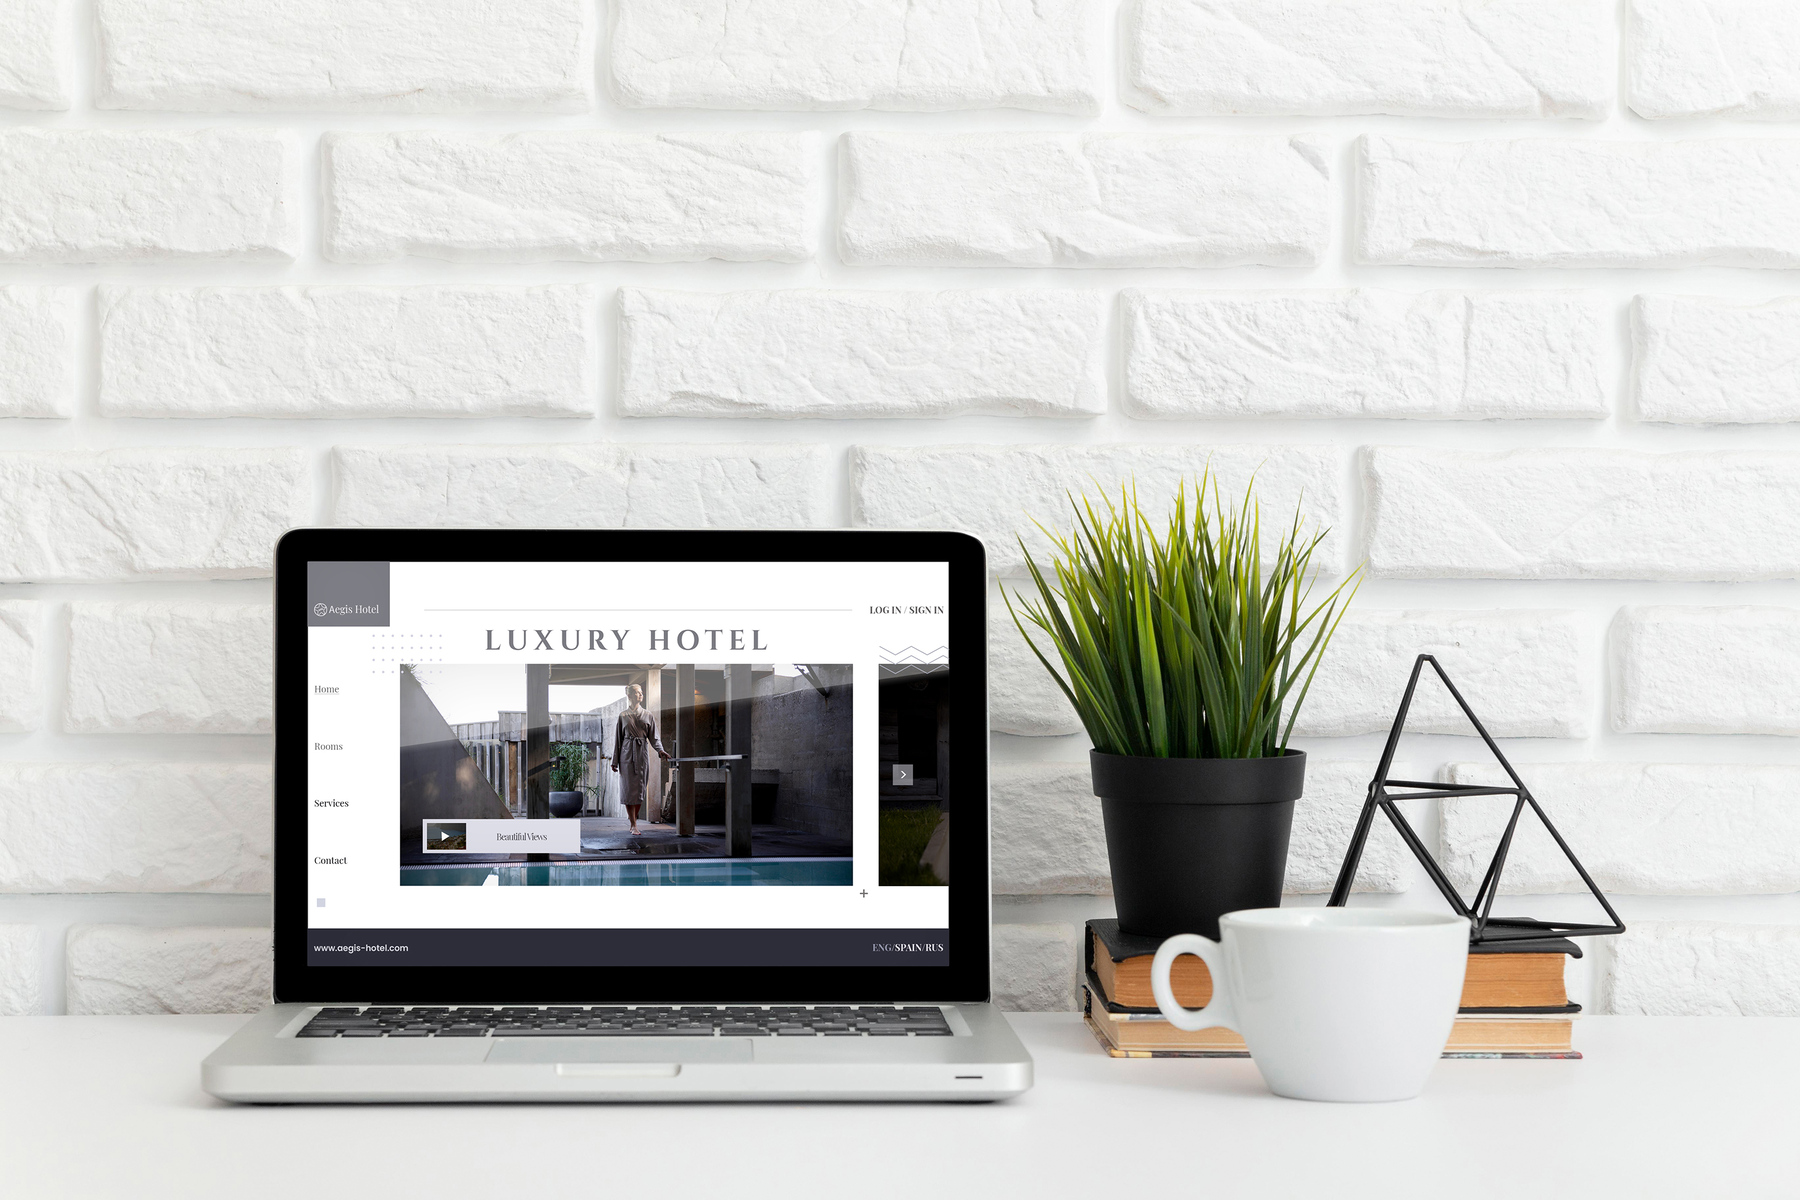 Aegis Hotel
LOG IN / SIGN IN
LUXURY HOTEL
Home
Rooms
Services
Contact
Beautiful Views
www.aegis-hotel.com
ENG/SPAIN/RUS